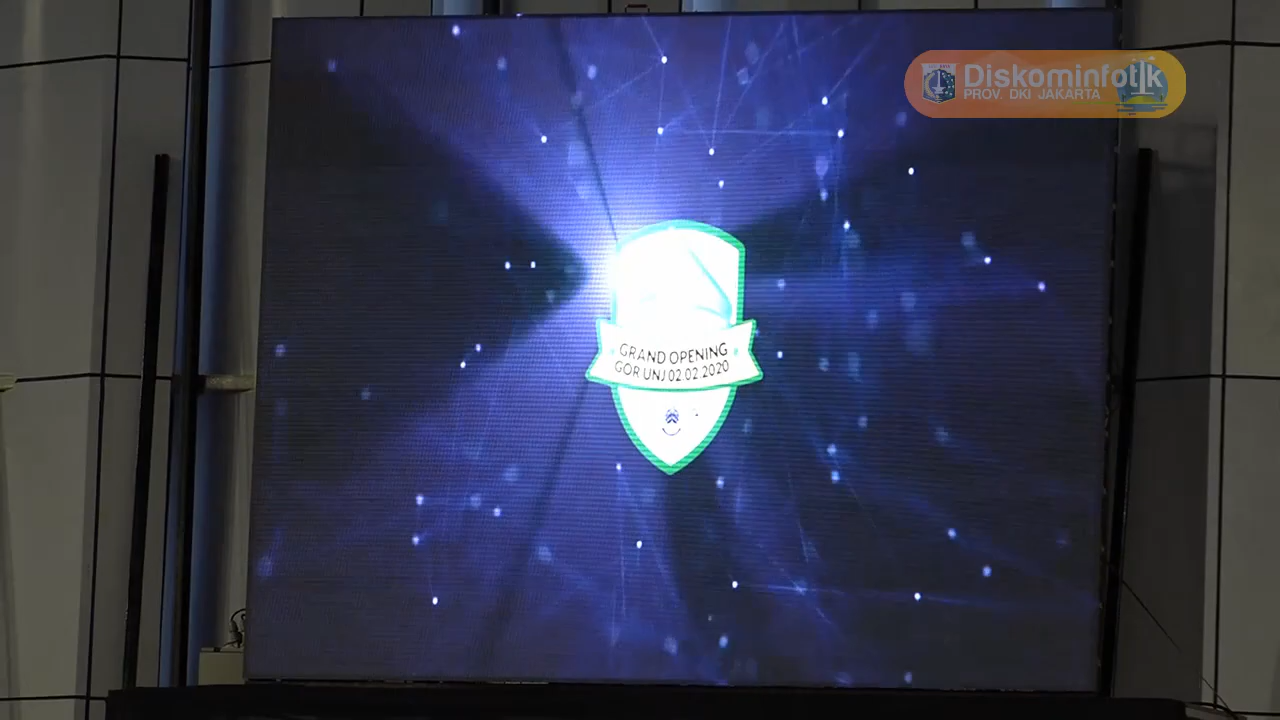 Diskominfotik
PROV. DKI JAKARTA
GRAND OPENING
GOR UNJ 02.02.2020